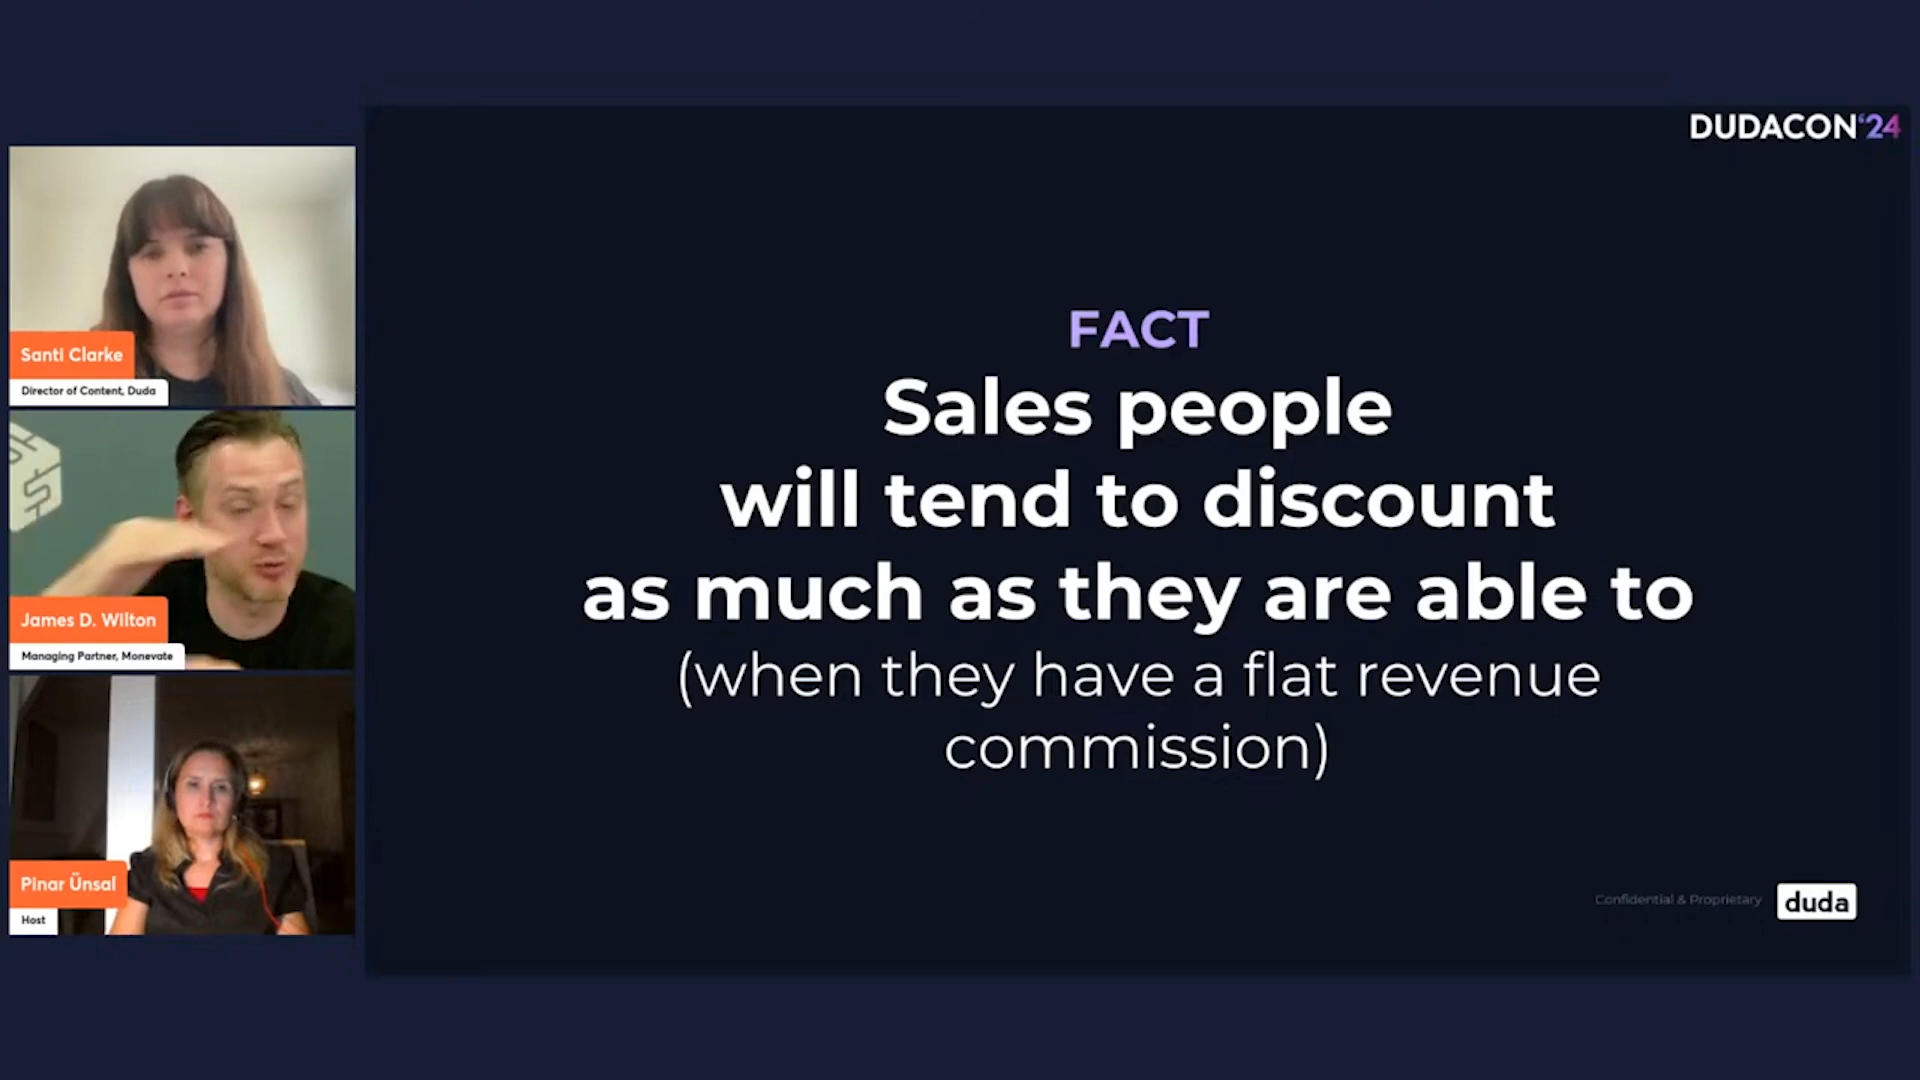 DUDACON‘24
Santi Clarke
Director of Content, Duda
James D. Wilton
Managing Partner, Monevate
Pinar Ünsal
Host
FACT
Sales people
will tend to discount
as much as they are able to
(when they have a flat revenue
commission)
Confidential & Proprietary
duda